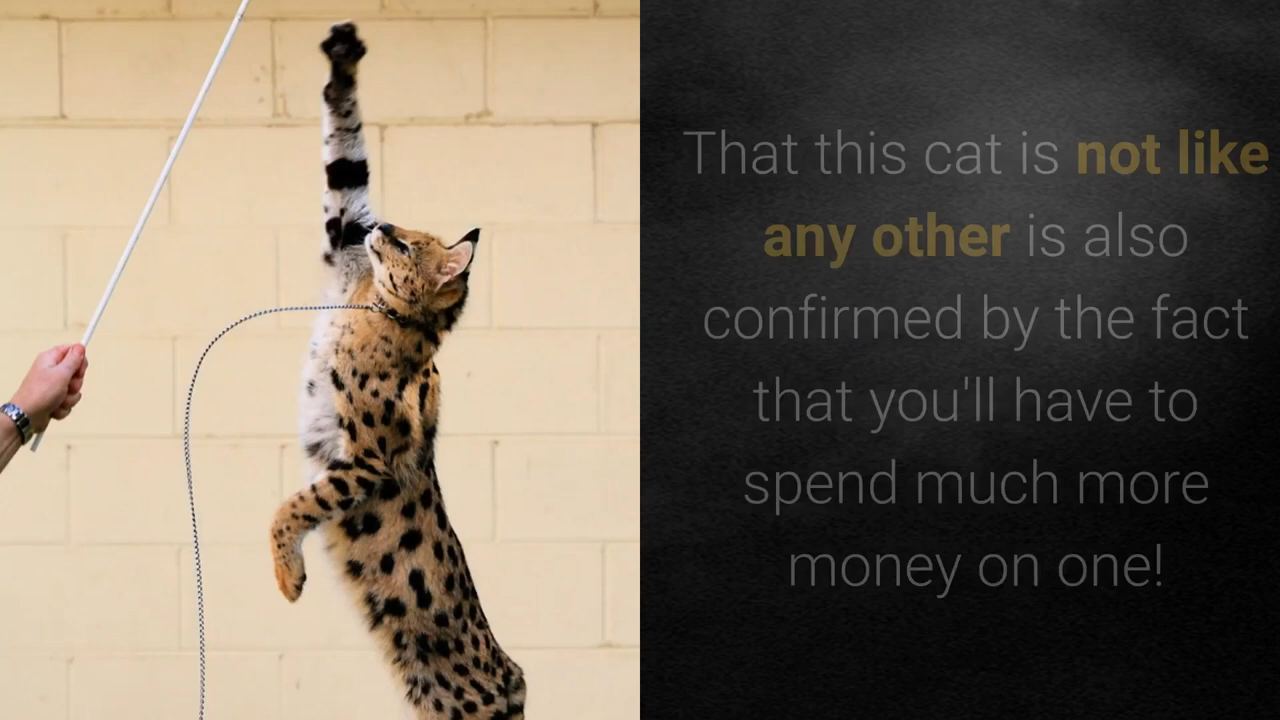 That this cat is not like
any other is also
confirmed by the fact
that you'll have to
spend much more
money on one!